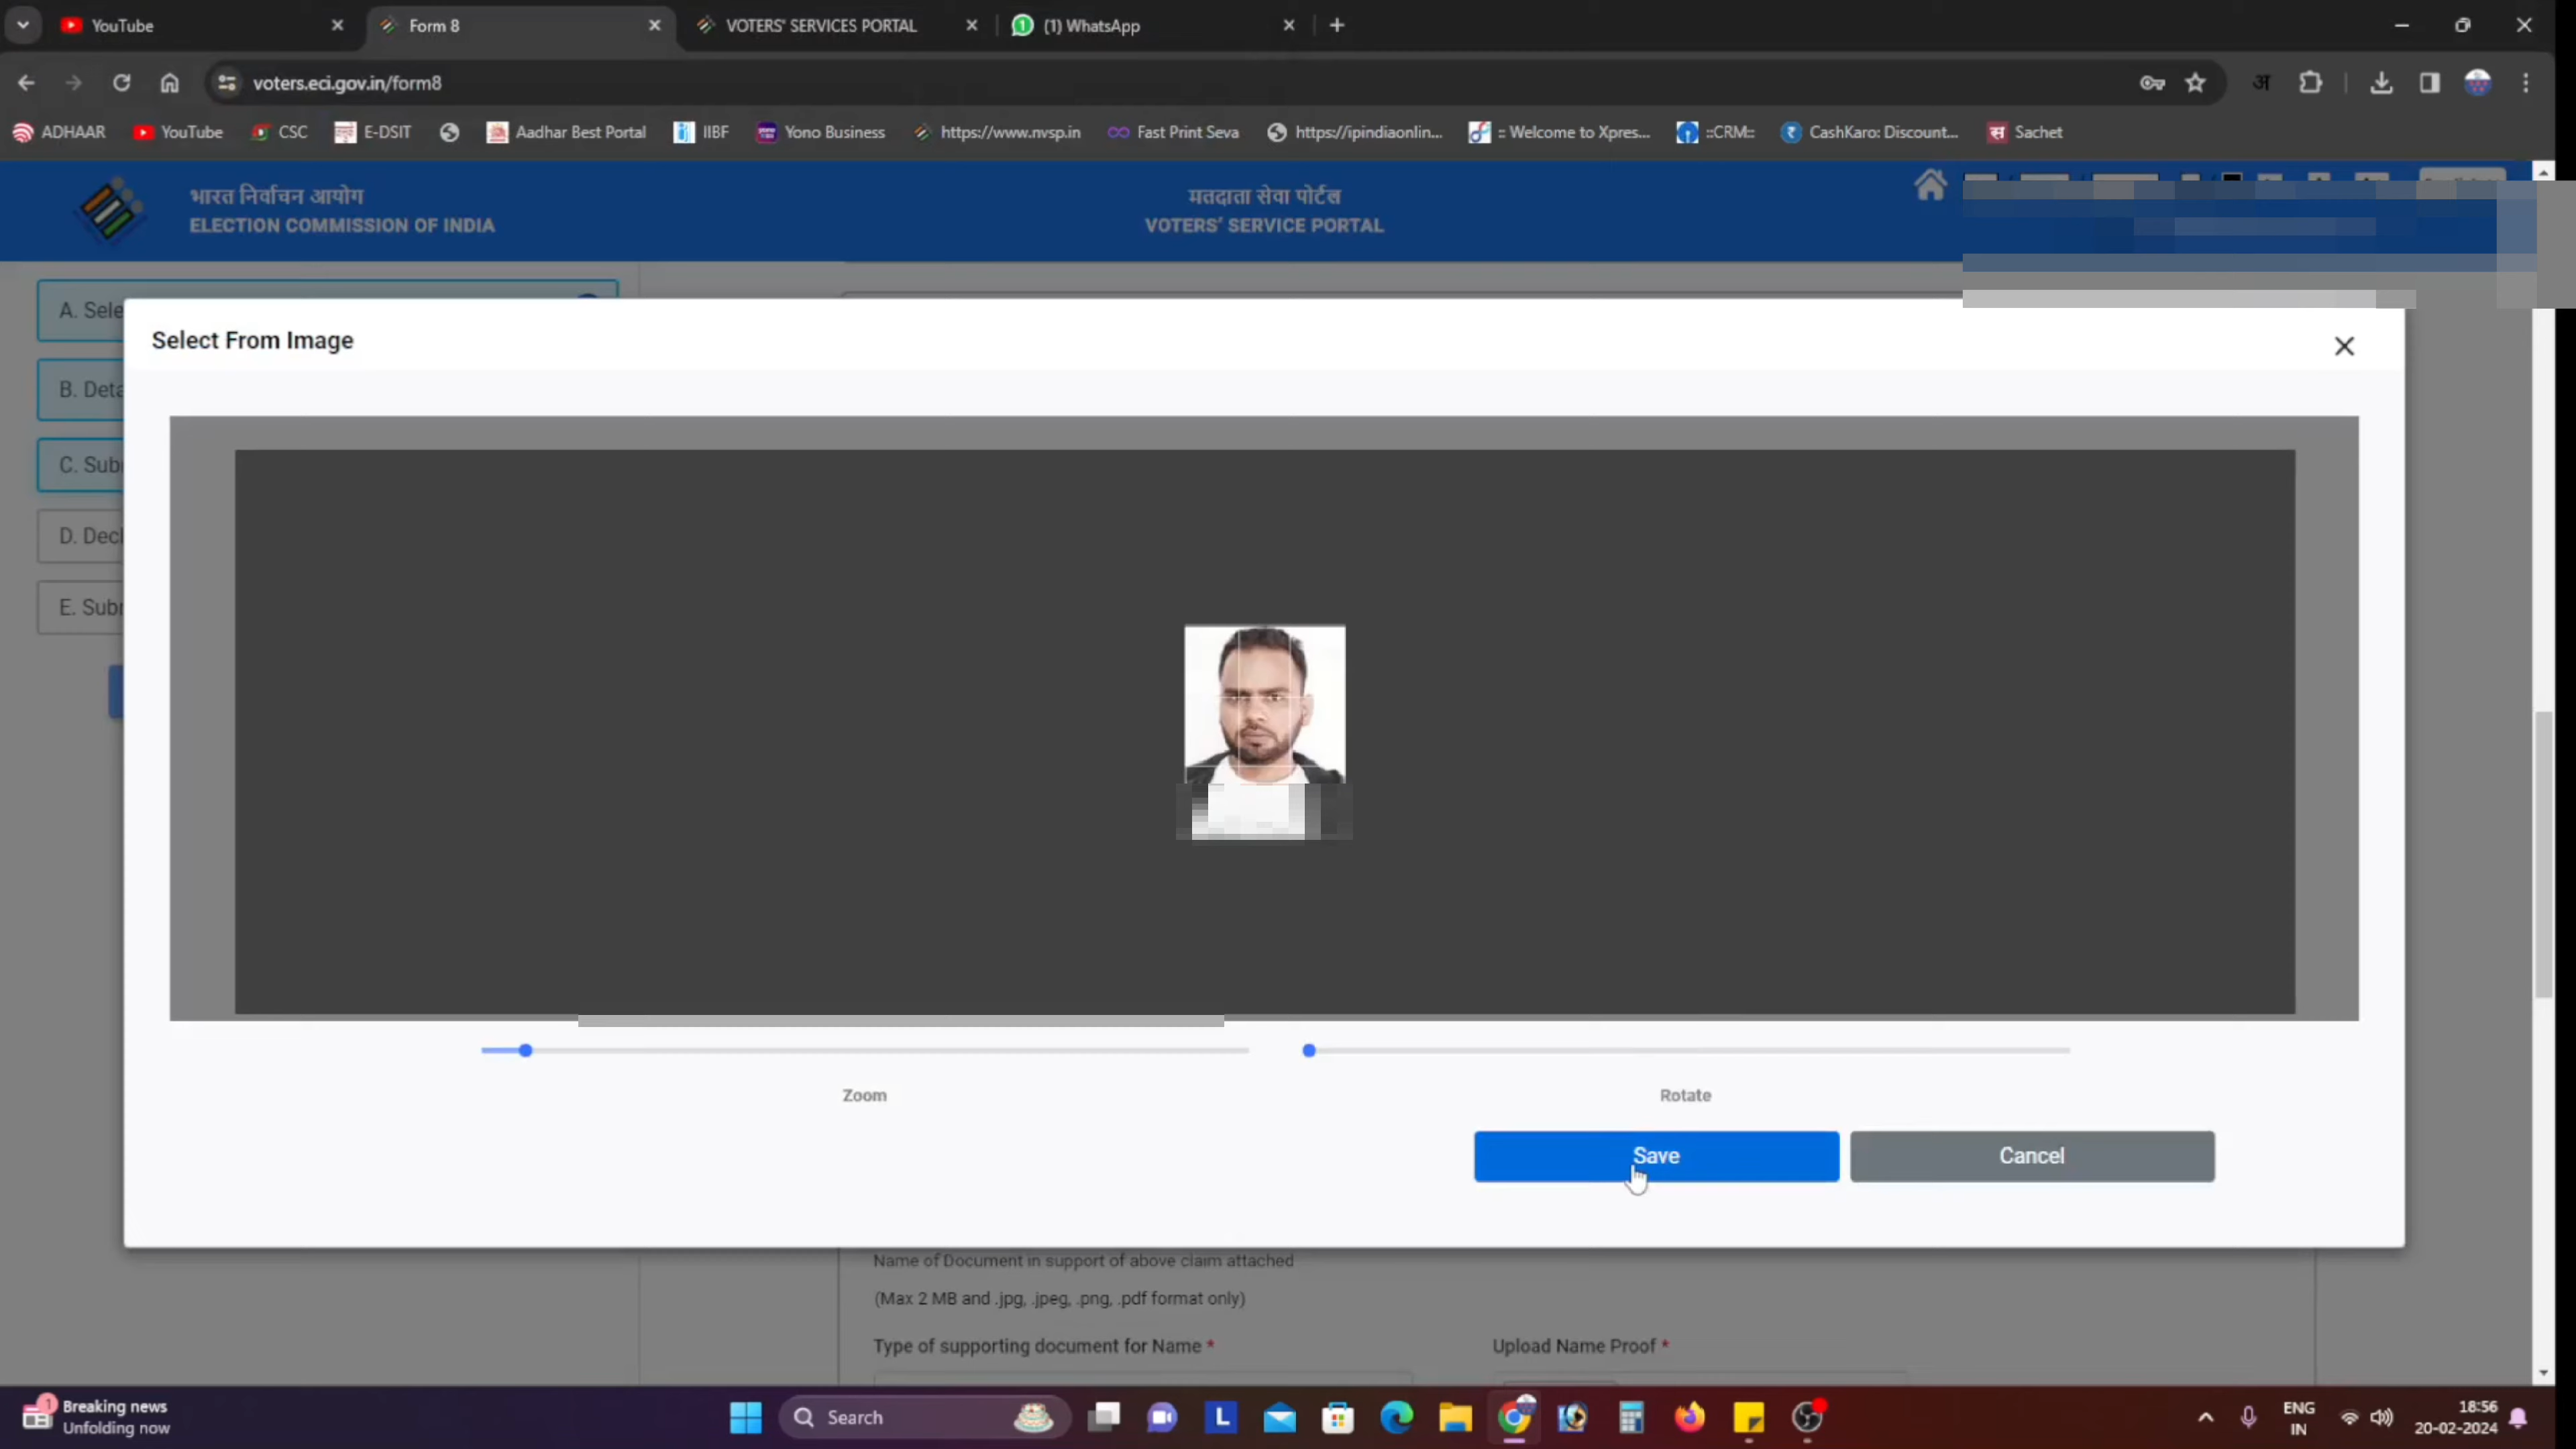 YouTube
Form 8
VOTERS' SERVICES PORTAL
(1) WhatsApp
voters.eci.gov.in/form8
अ
ADHAAR
YouTube
CSC
E-DSIT
Aadhar Best Portal
IIBF
Yono Business
https://www.nvsp.in
Fast Print Seva
https://ipindiaonlin...
:: Welcome to Xpres...
::CRM::
CashKaro: Discount...
Sachet
भारत निर्वाचन आयोग
ELECTION COMMISSION OF INDIA
मतदाता सेवा पोर्टल
VOTERS' SERVICE PORTAL
A. Sele
B. Deta
C. Sub
D. Decl
E. Sub
Select From Image
Zoom
Rotate
Save
Cancel
Name of Document in support of above claim attached
(Max 2 MB and .jpg, .jpeg, .png, .pdf format only)
Type of supporting document for Name *
Upload Name Proof *
Breaking news
Unfolding now
Search
ENG
IN
18:56
20-02-2024